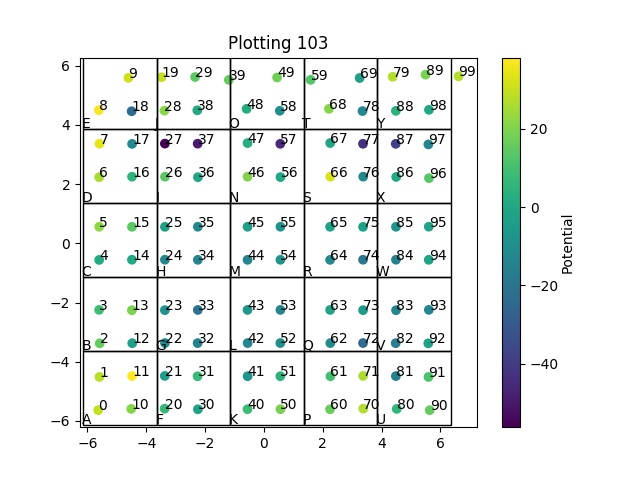 Plotting 103
6
4
2
0
−2
−4
−6
9 19 29 39 49 59 69 79 89 99
8 18 28 38 48 58 68 78 88 98
E J O T Y
7 17 27 37 47 57 67 77 87 97
6 16 26 36 46 56 66 76 86 96
D I N S X
5 15 25 35 45 55 65 75 85 95
4 14 24 34 44 54 64 74 84 94
C H M R W
3 13 23 33 43 53 63 73 83 93
2 12 22 32 42 52 62 72 82 92
B G L Q V
1 11 21 31 41 51 61 71 81 91
0 10 20 30 40 50 60 70 80 90
A F K P U
−6 −4 −2 0 2 4 6
20
0
−20
−40
Potential